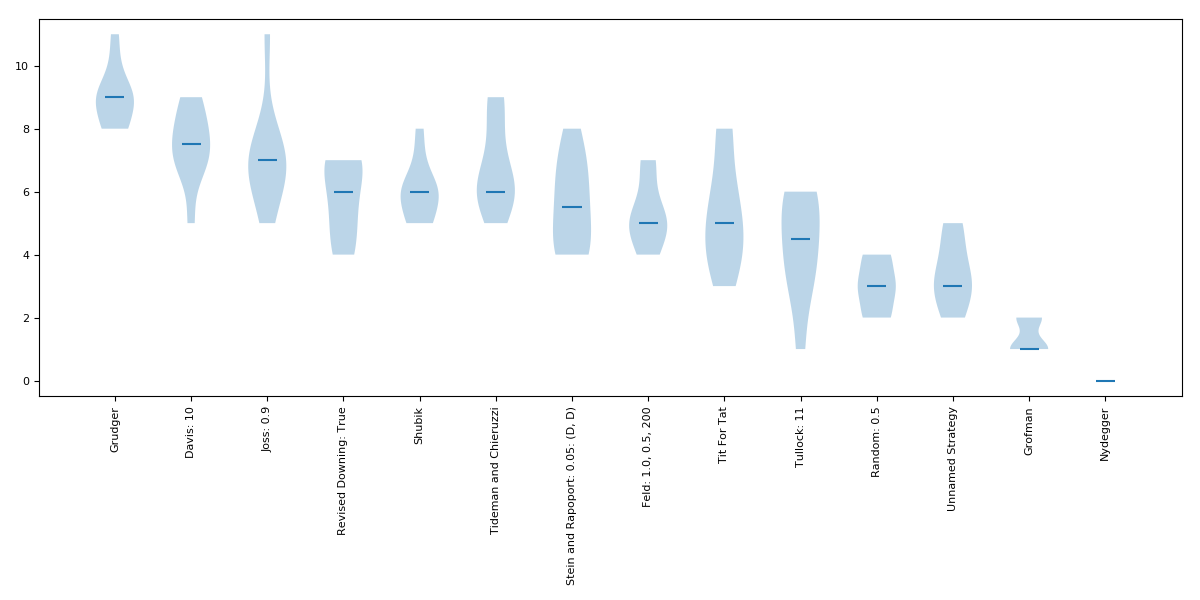 10
8
6
4
2
0
Grudger
Davis: 10
Joss: 0.9
Revised Downing: True
Shubik
Tideman and Chieruzzi
Stein and Rapoport: 0.05: (D, D)
Feld: 1.0, 0.5, 200
Tit For Tat
Tullock: 11
Random: 0.5
Unnamed Strategy
Grofman
Nydegger